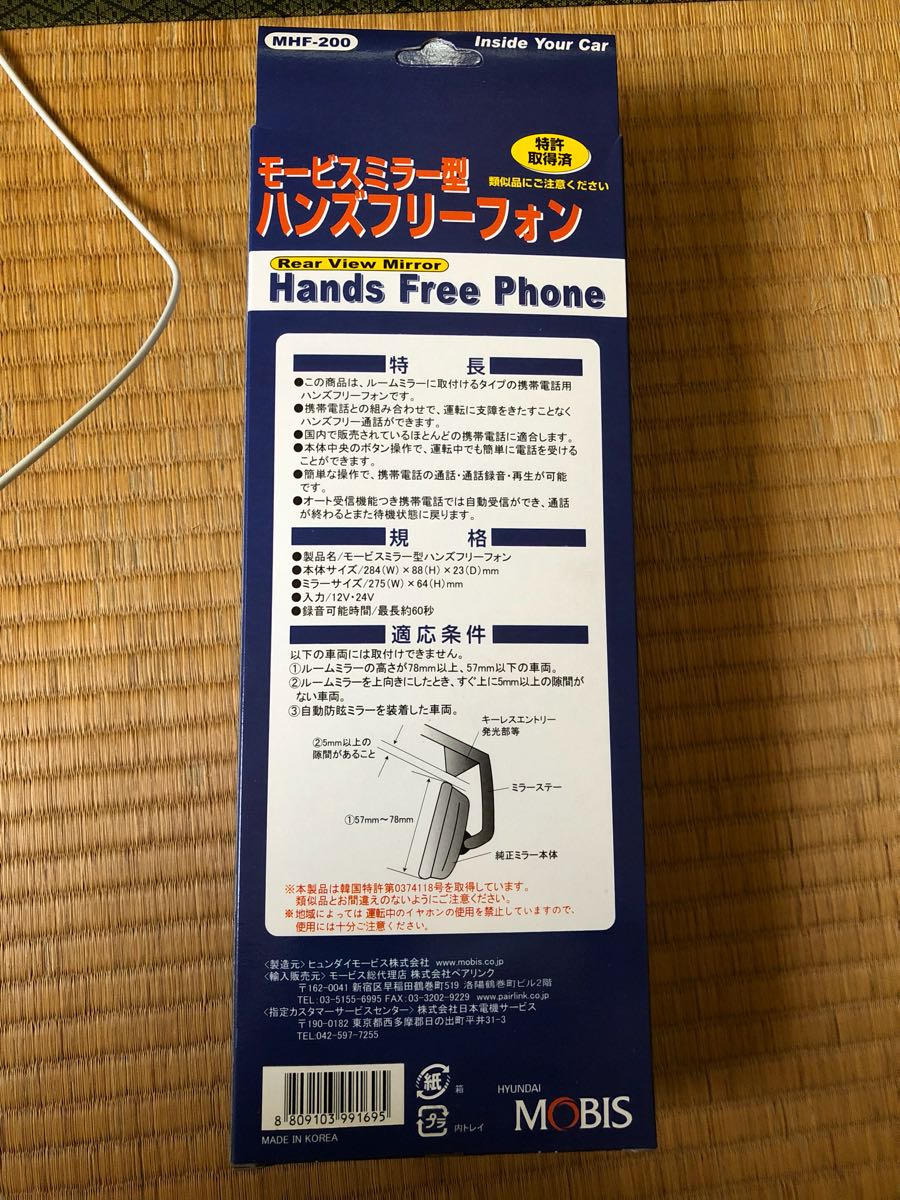 MHF-200
Inside Your Car
特許
取得済
類似品にご注意ください
モービスミラー型
ハンズフリーフォン
Rear View Mirror
Hands Free Phone
特　長
●この商品は、ルームミラーに取付けるタイプの携帯電話用
ハンズフリーフォンです。
●携帯電話との組み合わせで、運転に支障をきたすことなく
ハンズフリー通話ができます。
●国内で販売されているほとんどの携帯電話に適合します。
●本体中央のボタン操作で、運転中でも簡単に電話を受ける
ことができます。
●簡単な操作で、携帯電話の通話・通話録音・再生が可能
です。
●オート受信機能つき携帯電話では自動受信ができ、通話
が終わるとまた待機状態に戻ります。
規　格
●製品名/モービスミラー型ハンズフリーフォン
●本体サイズ/284(W)×88(H)×23(D)mm
●ミラーサイズ/275(W)×64(H)mm
●入力/12V・24V
●録音可能時間/最長約60秒
適応条件
以下の車両には取付けできません。
①ルームミラーの高さが78mm以上、57mm以下の車両。
②ルームミラーを上向きにしたとき、すぐ上に5mm以上の隙間が
ない車両。
③自動防眩ミラーを装着した車両。
キーレスエントリー
発光部等
②5mm以上の
隙間があること
ミラーステー
①57mm～78mm
純正ミラー本体
※本製品は韓国特許第0374118号を取得しています。
類似品とお間違えのないようにご注意ください。
※地域によっては 運転中のイヤホンの使用を禁止していますので、
使用には十分ご注意ください。
〈製造元〉ヒュンダイモービス株式会社 www.mobis.co.jp
〈輸入販売元〉モービス総代理店 株式会社ペアリンク
〒162-0041 新宿区早稲田鶴巻町519 洛陽鶴巻町ビル2階
TEL:03-5155-6995 FAX:03-3202-9229 www.pairlink.co.jp
〈指定カスタマーサービスセンター〉株式会社日本電機サービス
〒190-0182 東京都西多摩郡日の出町平井31-3
TEL:042-597-7255
8 809103 991695
MADE IN KOREA
紙 箱
プラ 内トレイ
HYUNDAI
MOBIS